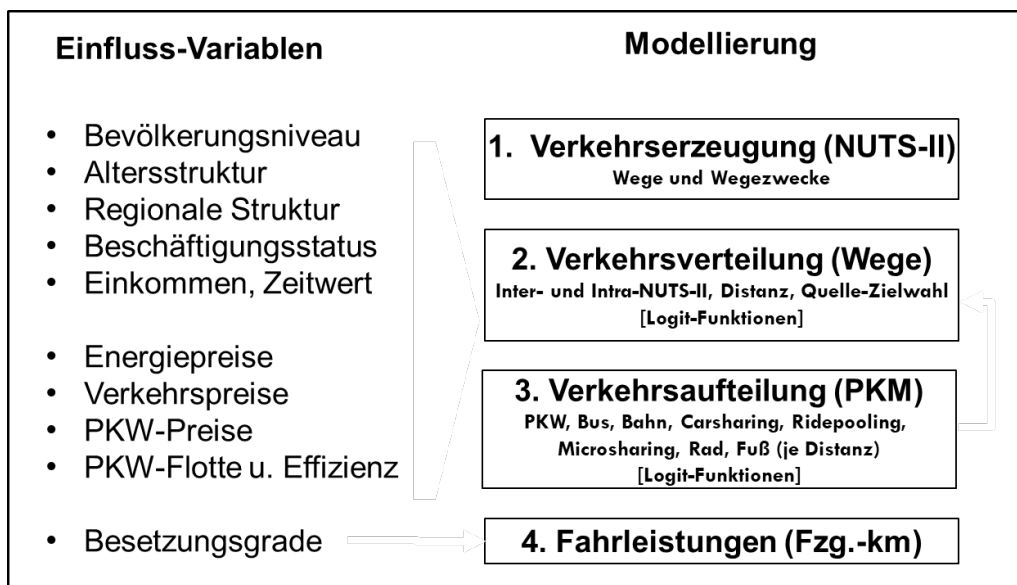 Einfluss-Variablen
• Bevölkerungsniveau
• Altersstruktur
• Regionale Struktur
• Beschäftigungsstatus
• Einkommen, Zeitwert
• Energiepreise
• Verkehrspreise
• PKW-Preise
• PKW-Flotte u. Effizienz
• Besetzungsgrade
Modellierung
1. Verkehrserzeugung (NUTS-II)
Wege und Wegezwecke
2. Verkehrsverteilung (Wege)
Inter- und Intra-NUTS-II, Distanz, Quelle-Zielwahl
[Logit-Funktionen]
3. Verkehrsaufteilung (PKM)
PKW, Bus, Bahn, Carsharing, Ridepooling,
Microsharing, Rad, Fuß (je Distanz)
[Logit-Funktionen]
4. Fahrleistungen (Fzg.-km)